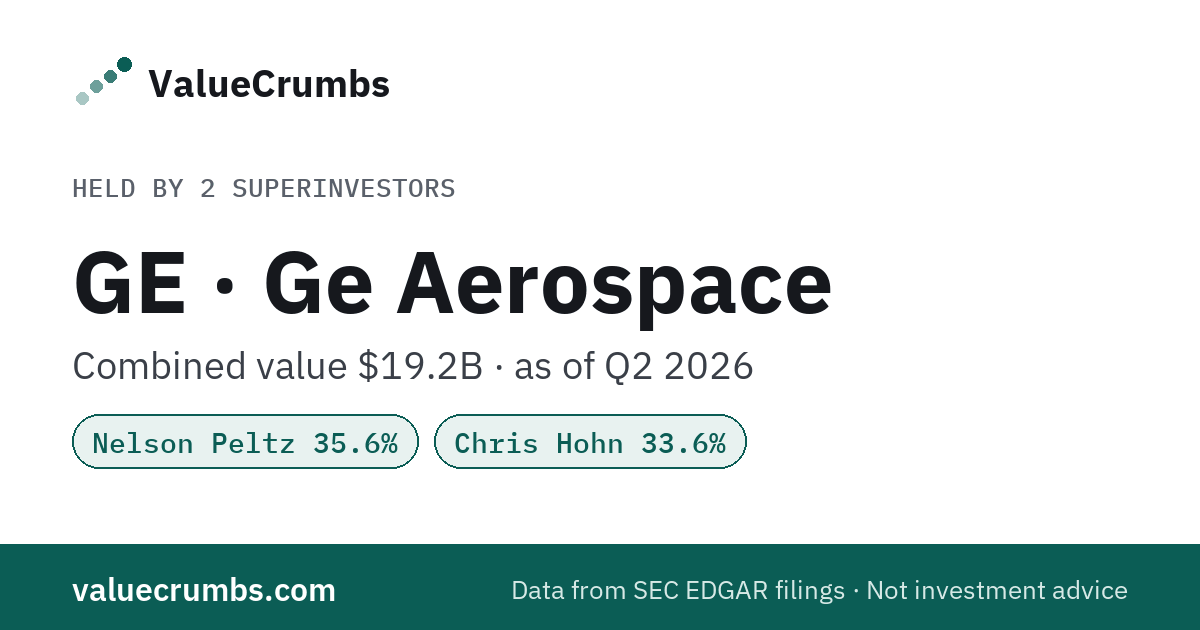 ValueCrumbs
HELD BY 2 SUPERINVESTORS
GE · Ge Aerospace
Combined value $19.2B · as of Q2 2026
Nelson Peltz 35.6% Chris Hohn 33.6%
valuecrumbs.com Data from SEC EDGAR filings · Not investment advice